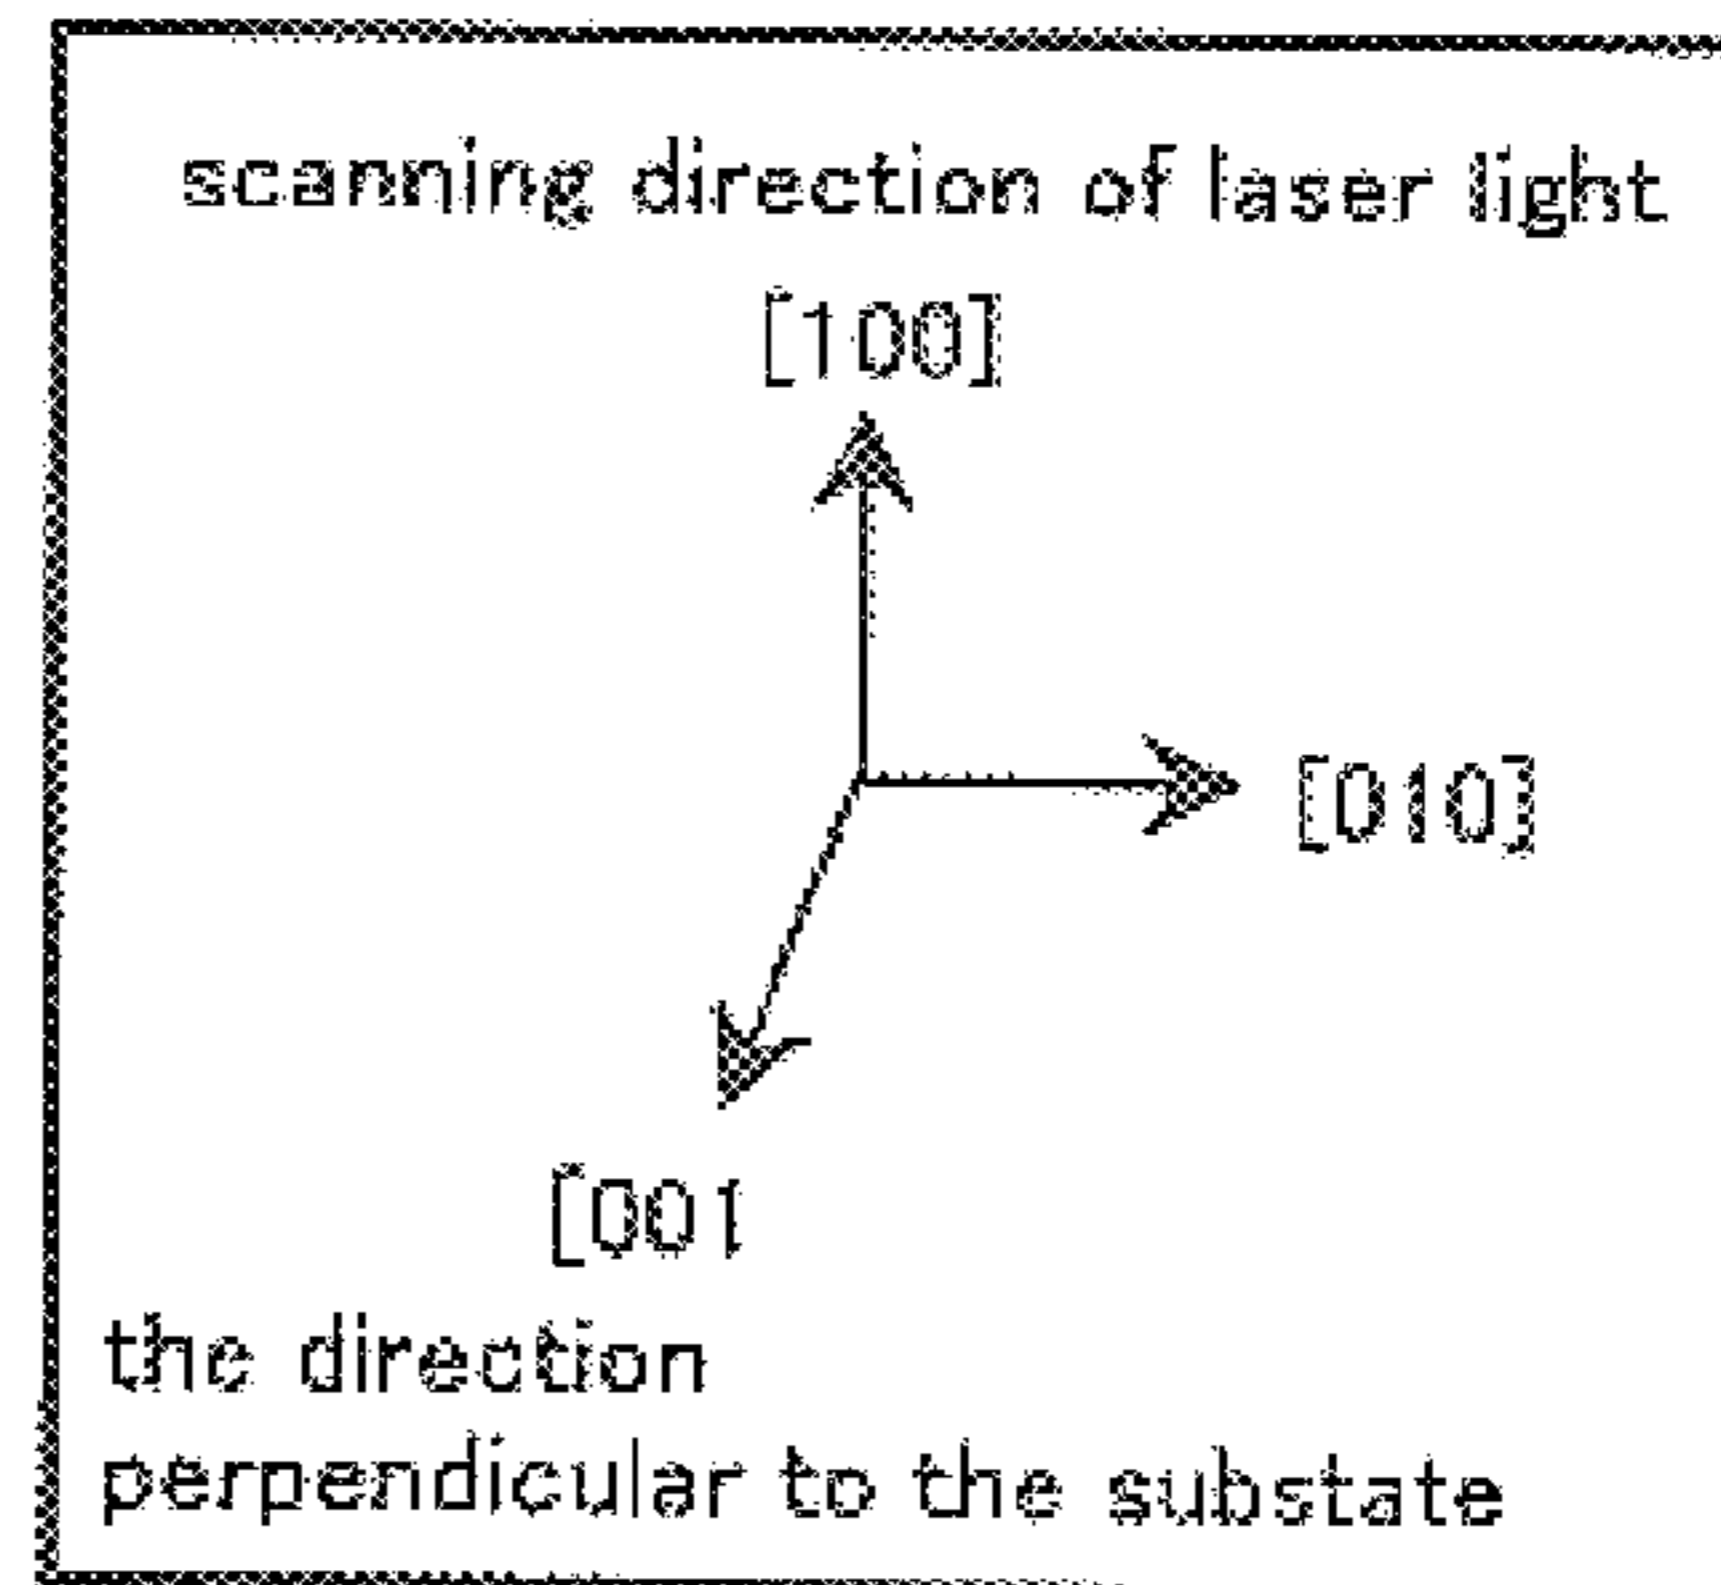 scanning direction of laser light
[100]
[010]
[001
the direction
perpendicular to the substate